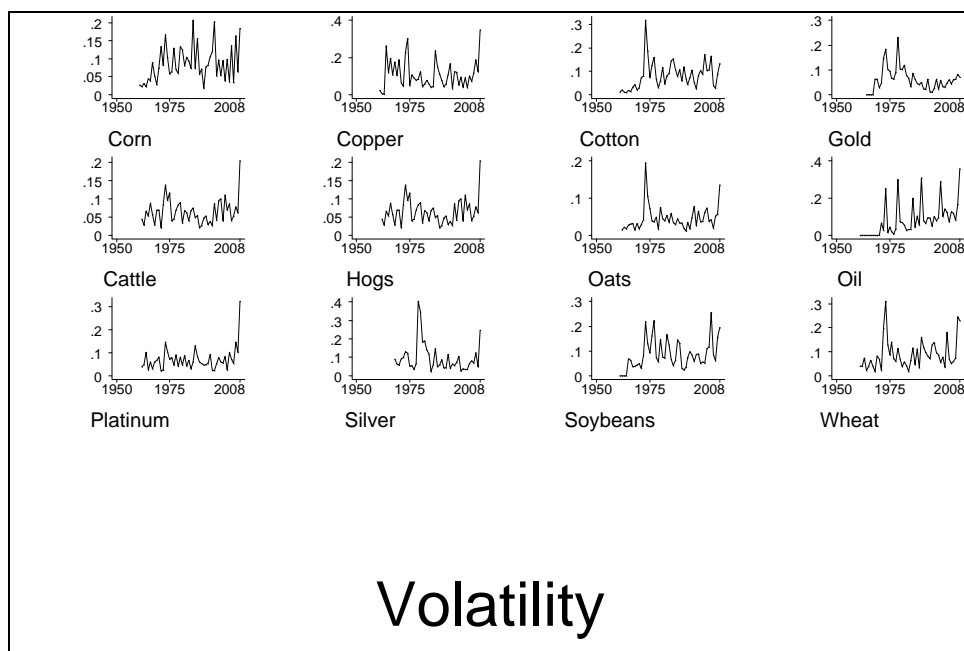 .2
.15
.1
.05
0
1950 1975 2008
Corn
.4
.2
0
1950 1975 2008
Copper
.3
.2
.1
0
1950 1975 2008
Cotton
.3
.2
.1
0
1950 1975 2008
Gold
.2
.15
.1
.05
0
1950 1975 2008
Cattle
.2
.15
.1
.05
0
1950 1975 2008
Hogs
.2
.15
.1
.05
0
1950 1975 2008
Oats
.4
.2
0
1950 1975 2008
Oil
.3
.2
.1
0
1950 1975 2008
Platinum
.4
.3
.2
.1
0
1950 1975 2008
Silver
.3
.2
.1
0
1950 1975 2008
Soybeans
.3
.2
.1
0
1950 1975 2008
Wheat
Volatility